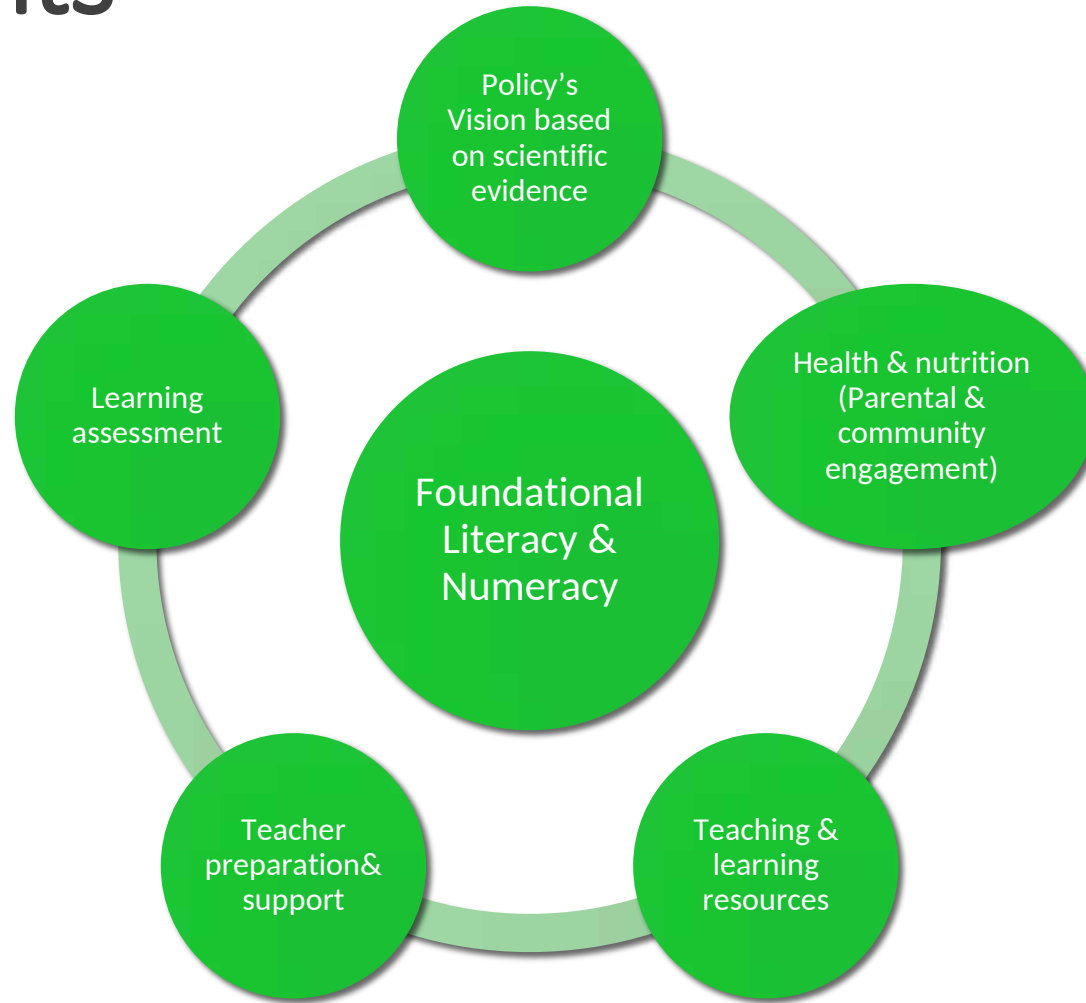 Policy’s
Vision based
on scientific
evidence
Health & nutrition
(Parental &
community
engagement)
Teaching &
learning
resources
Teacher
preparation&
support
Learning
assessment
Foundational
Literacy &
Numeracy